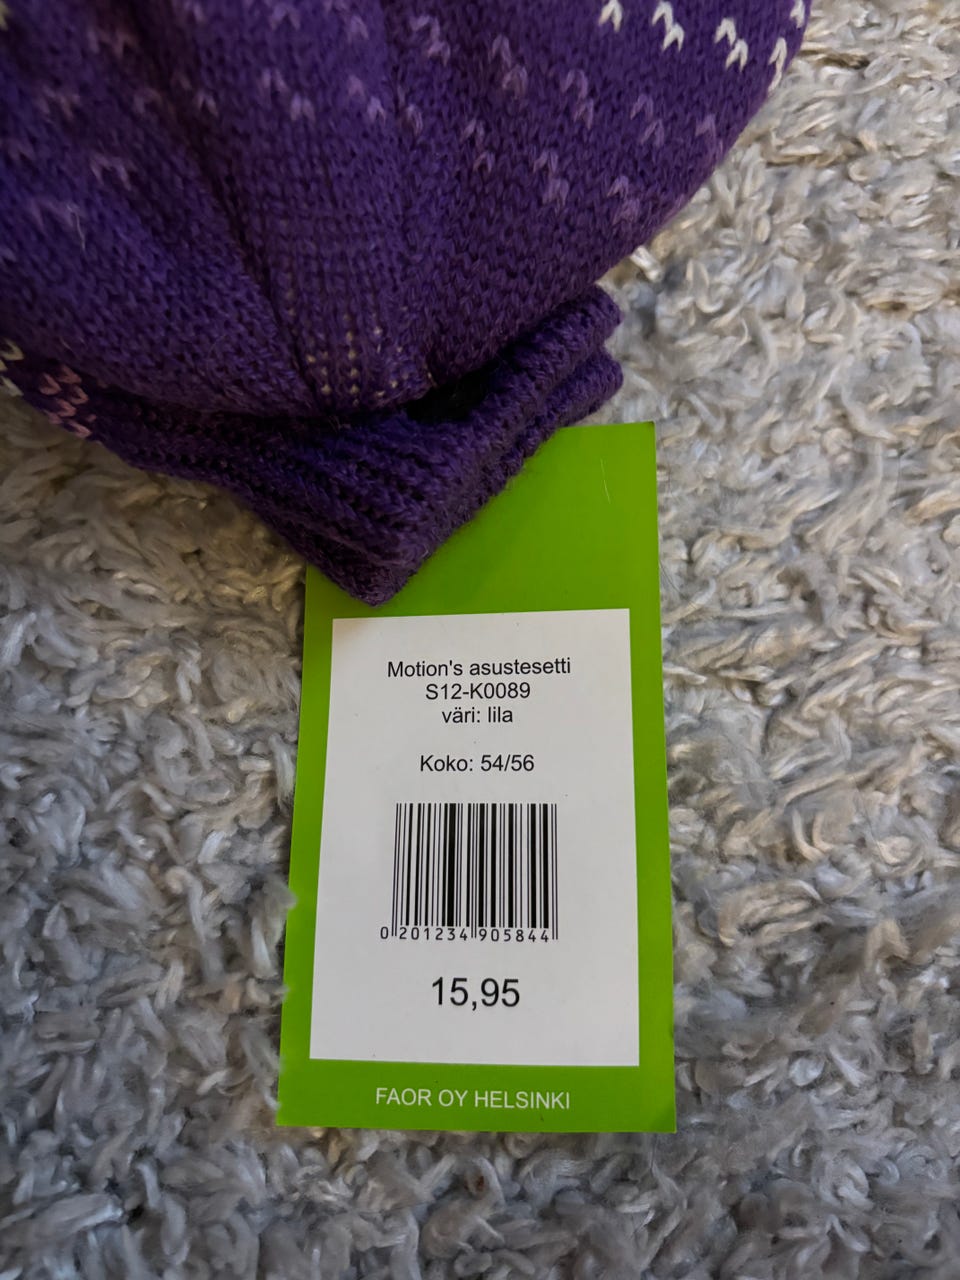 Motion's asustesetti
S12-K0089
väri: lila
Koko: 54/56
0 201234 905844
15,95
FAOR OY HELSINKI